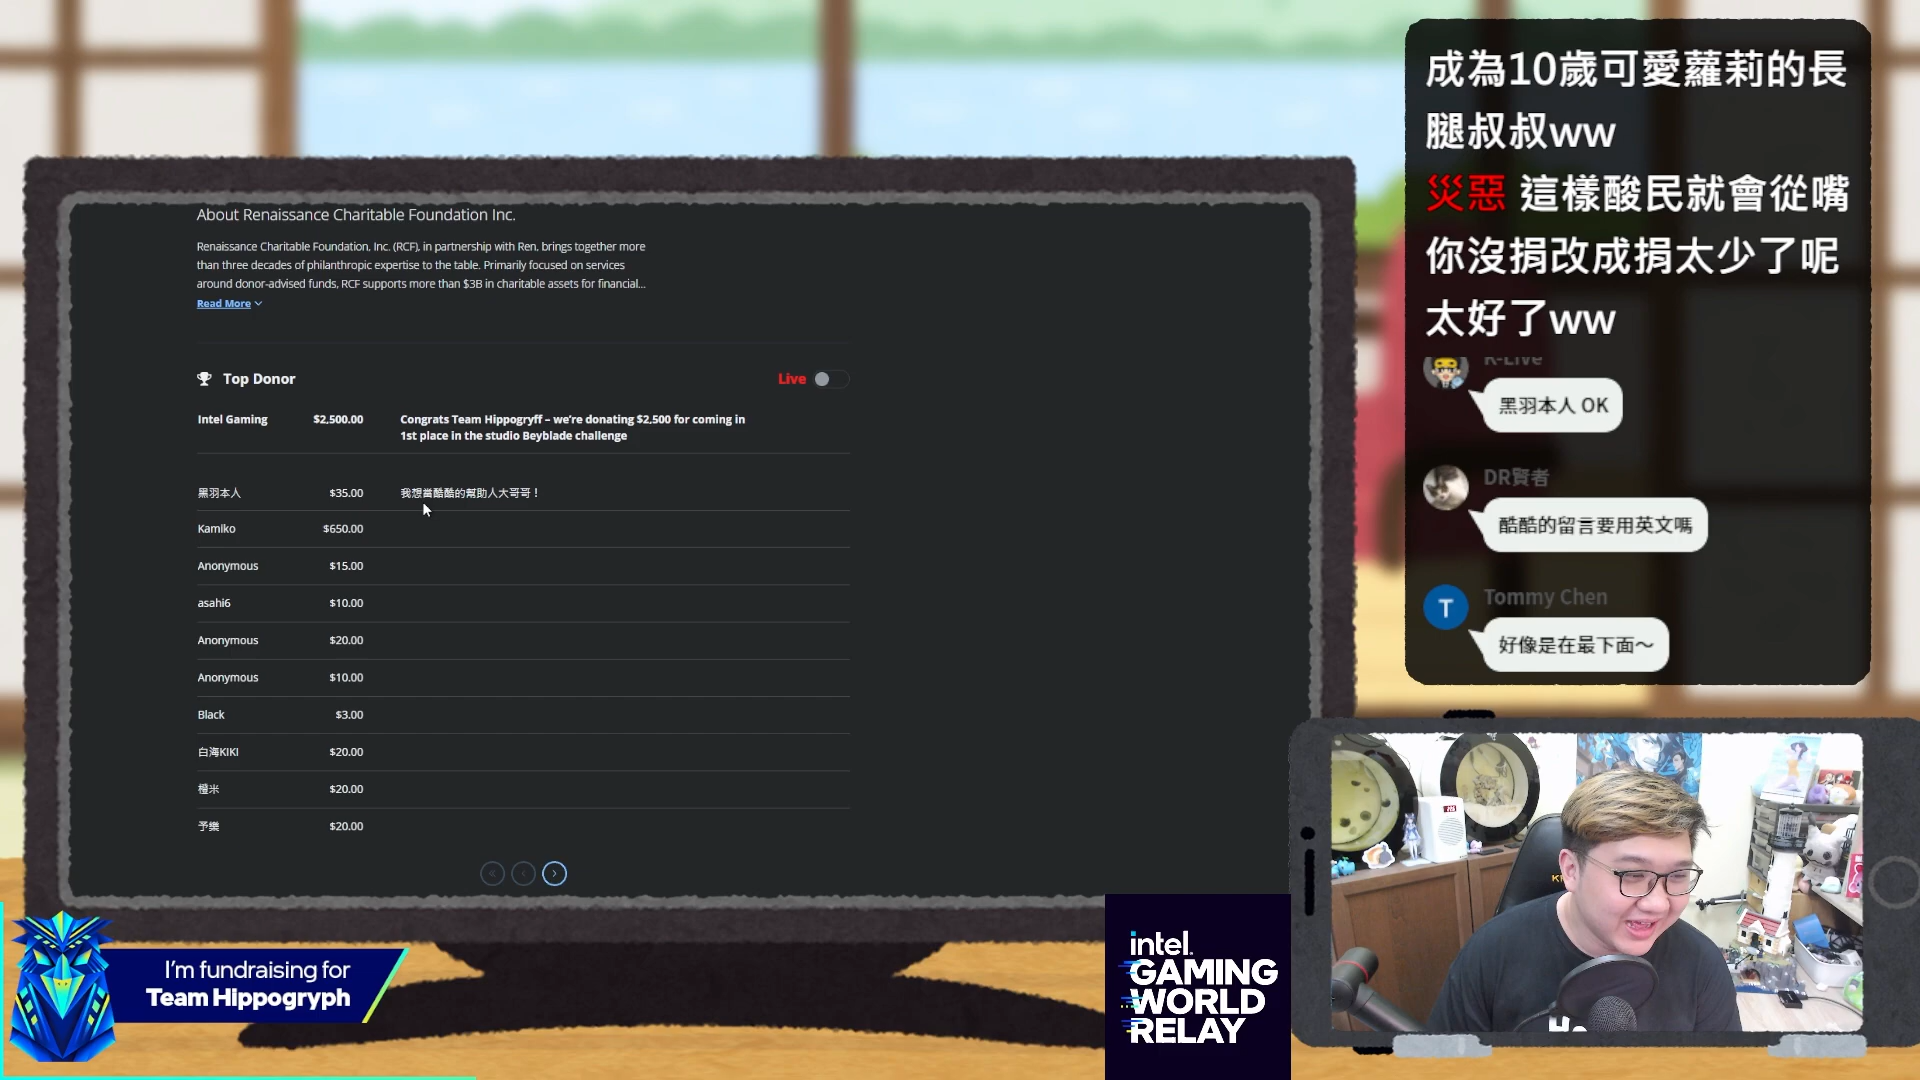 About Renaissance Charitable Foundation Inc.
Renaissance Charitable Foundation, Inc. (RCF), in partnership with Ren, brings together more
than three decades of philanthropic expertise to the table. Primarily focused on services
around donor-advised funds, RCF supports more than $3B in charitable assets for financial...
Read More
Top Donor
Live
Intel Gaming $2,500.00 Congrats Team Hippogryff – we're donating $2,500 for coming in
1st place in the studio Beyblade challenge
黑羽本人 $35.00 我想當酷酷的幫助人大哥哥！
Kamiko $650.00
Anonymous $15.00
asahi6 $10.00
Anonymous $20.00
Anonymous $10.00
Black $3.00
白海KIKI $20.00
橙米 $20.00
予樂 $20.00
成為10歲可愛蘿莉的長
腿叔叔ww
災惡 這樣酸民就會從嘴
你沒捐改成捐太少了呢
太好了ww
K-Live
黑羽本人 OK
DR賢者
酷酷的留言要用英文嗎
T
Tommy Chen
好像是在最下面～
I'm fundraising for
Team Hippogryph
intel.
GAMING
WORLD
RELAY